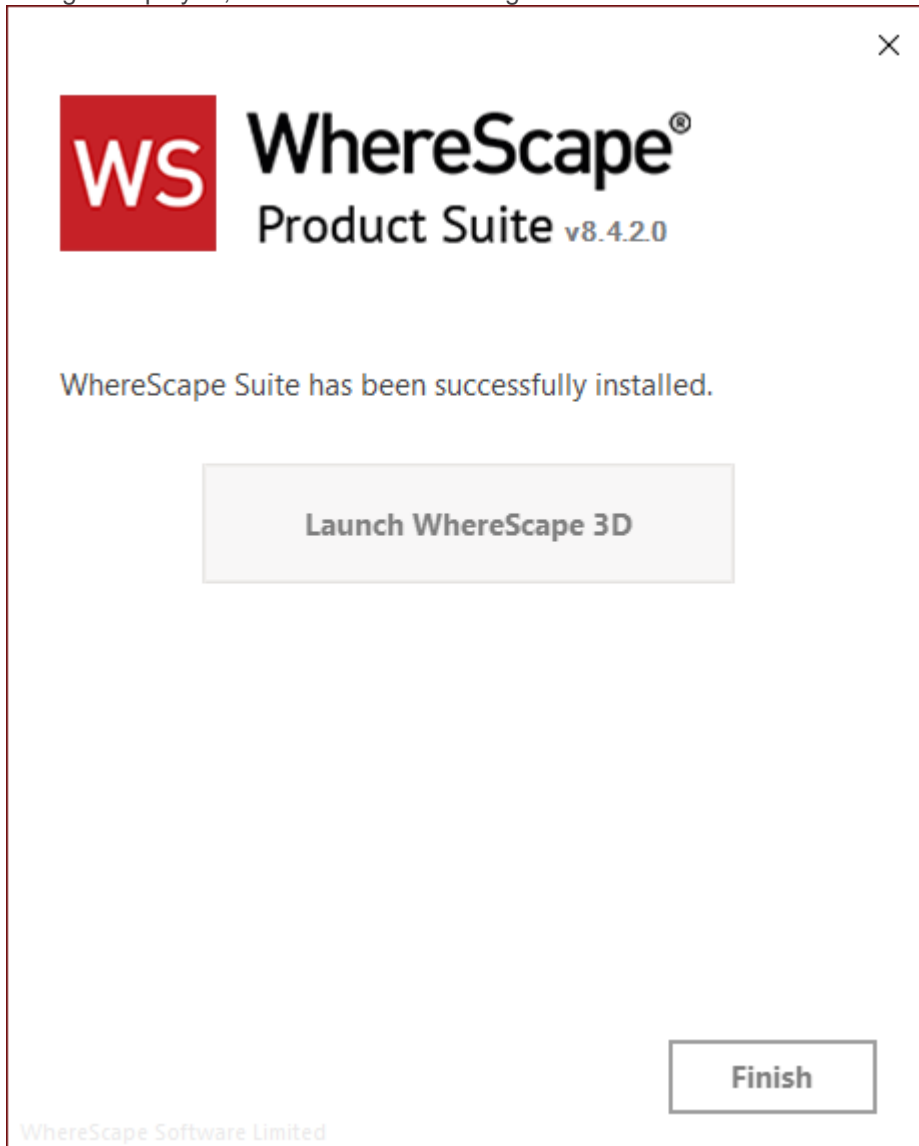 WS
WhereScape®
Product Suite v8.4.2.0
WhereScape Suite has been successfully installed.
Launch WhereScape 3D
Finish
WhereScape Software Limited